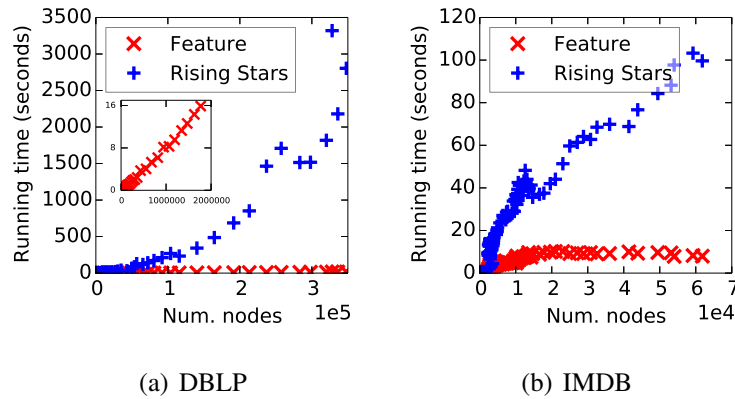 Running time (seconds)
3500
3000
2500
2000
1500
1000
500
0
Feature
Rising Stars
16
8
0
0 1000000 2000000
0 1 2 3
1e5
Num. nodes
(a) DBLP
Running time (seconds)
120
100
80
60
40
20
0
Feature
Rising Stars
0 1 2 3 4 5 6 7
1e4
Num. nodes
(b) IMDB